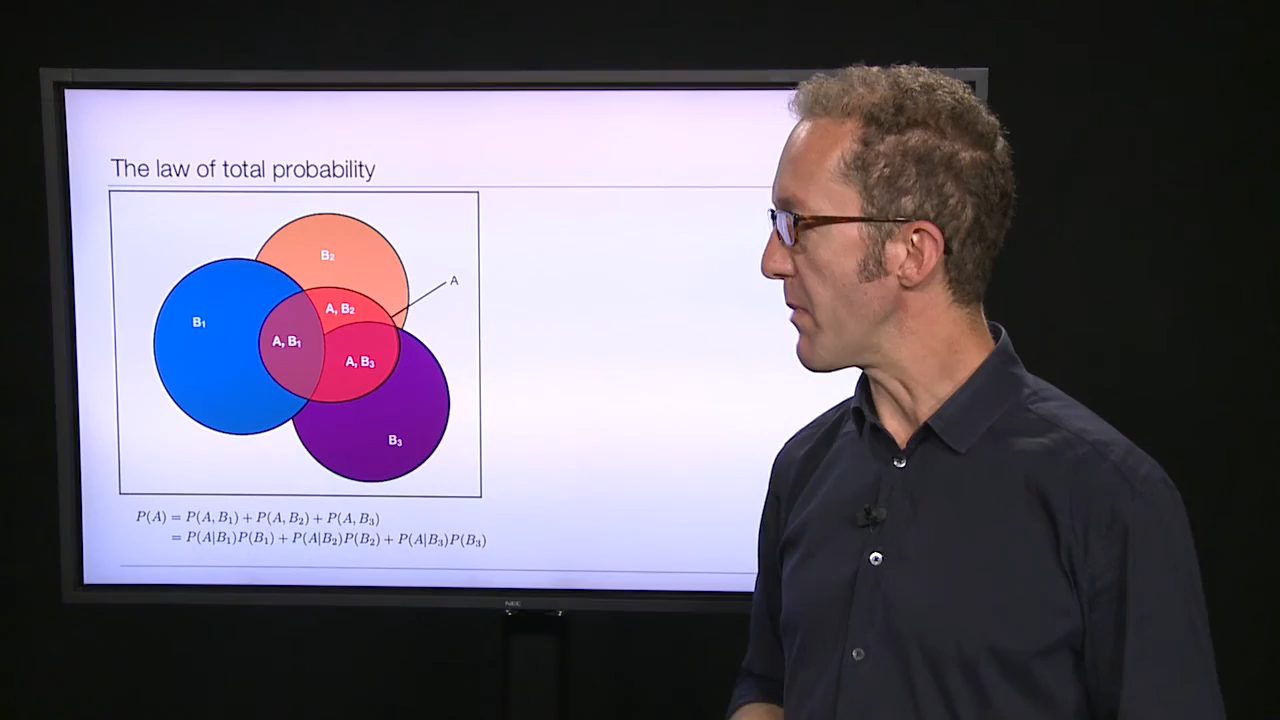 The law of total probability
B₂
A
A, B₂
B₁
A, B₁
A, B₃
B₃
P(A) = P(A, B₁) + P(A, B₂) + P(A, B₃)
= P(A|B₁)P(B₁) + P(A|B₂)P(B₂) + P(A|B₃)P(B₃)
NEC